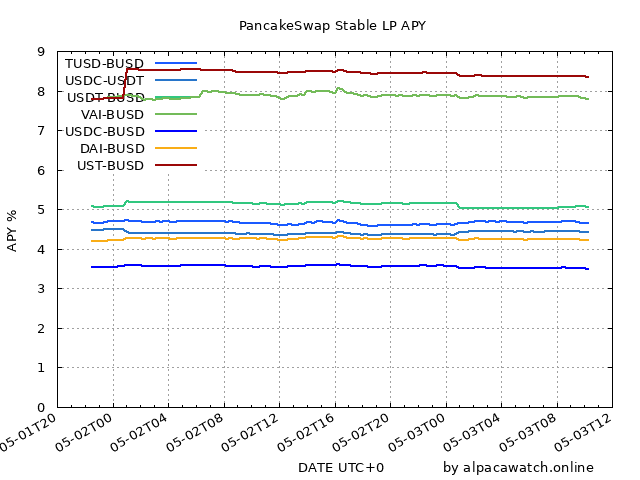 PancakeSwap Stable LP APY
9
8
7
6
5
4
3
2
1
0
APY %
TUSD-BUSD
USDC-USDT
USDT-BUSD
VAI-BUSD
USDC-BUSD
DAI-BUSD
UST-BUSD
05-01T20
05-02T00
05-02T04
05-02T08
05-02T12
05-02T16
05-02T20
05-03T00
05-03T04
05-03T08
05-03T12
DATE UTC+0
by alpacawatch.online